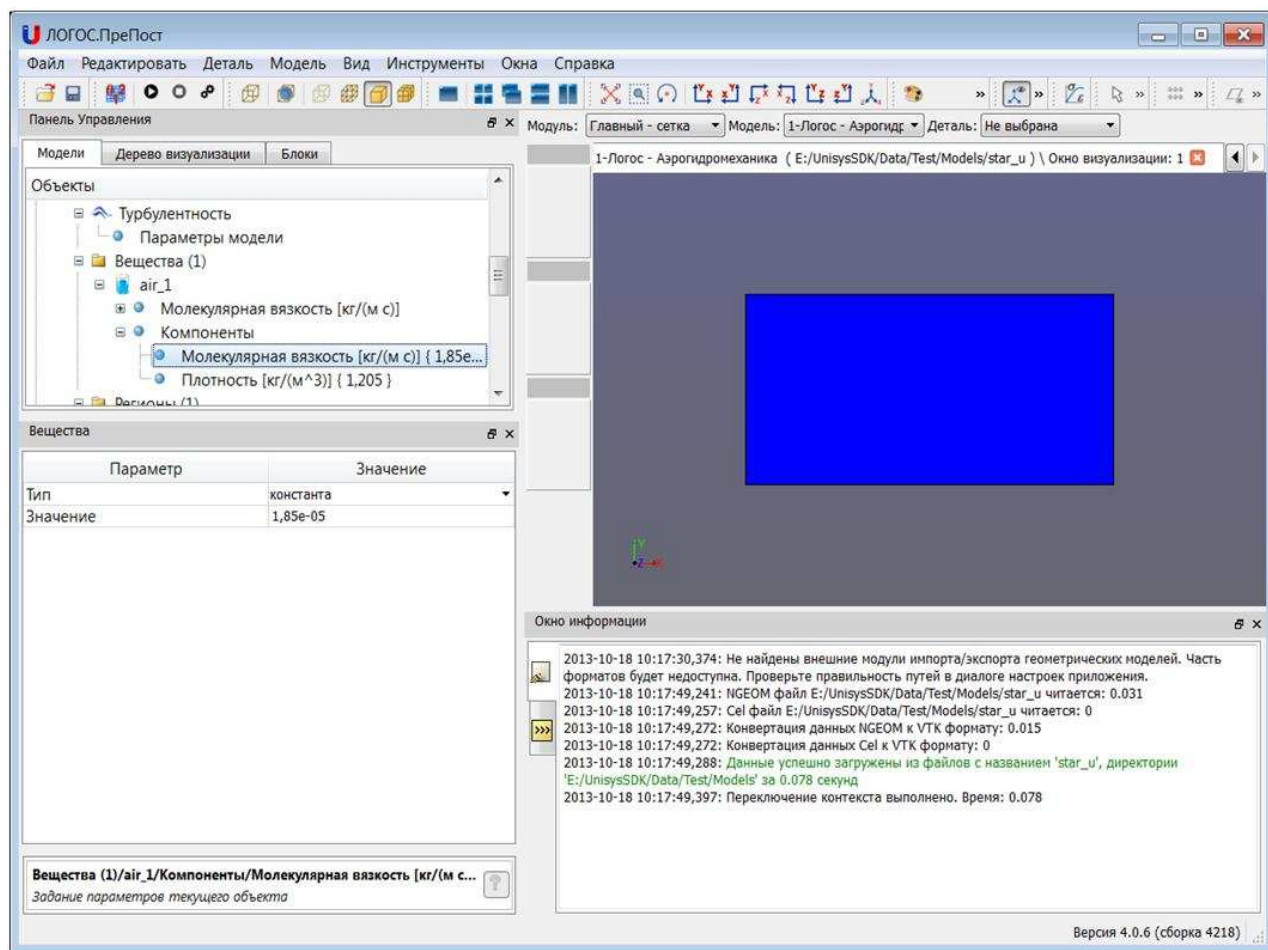 ЛОГОС.ПреПост
Файл Редактировать Деталь Модель Вид Инструменты Окна Справка
Панель Управления
Модуль: Главный - сетка Модель: 1-Логос - Аэрогидр Деталь: Не выбрана
Модели Дерево визуализации Блоки
1-Логос - Аэрогидромеханика ( E:/UnisysSDK/Data/Test/Models/star_u ) \ Окно визуализации: 1
Объекты
Турбулентность
Параметры модели
Вещества (1)
air_1
Молекулярная вязкость [кг/(м с)]
Компоненты
Молекулярная вязкость [кг/(м с)] { 1,85e...
Плотность [кг/(м^3)] { 1,205 }
Регионы (1)
Вещества
Параметр Значение
Тип константа
Значение 1,85e-05
Y
Z X
Окно информации
2013-10-18 10:17:30,374: Не найдены внешние модули импорта/экспорта геометрических моделей. Часть
форматов будет недоступна. Проверьте правильность путей в диалоге настроек приложения.
2013-10-18 10:17:49,241: NGEOM файл E:/UnisysSDK/Data/Test/Models/star_u читается: 0.031
2013-10-18 10:17:49,257: Cel файл E:/UnisysSDK/Data/Test/Models/star_u читается: 0
2013-10-18 10:17:49,272: Конвертация данных NGEOM к VTK формату: 0.015
2013-10-18 10:17:49,272: Конвертация данных Cel к VTK формату: 0
2013-10-18 10:17:49,288: Данные успешно загружены из файлов с названием 'star_u', директории
'E:/UnisysSDK/Data/Test/Models' за 0.078 секунд
2013-10-18 10:17:49,397: Переключение контекста выполнено. Время: 0.078
Вещества (1)/air_1/Компоненты/Молекулярная вязкость [кг/(м с...
Задание параметров текущего объекта
Версия 4.0.6 (сборка 4218)